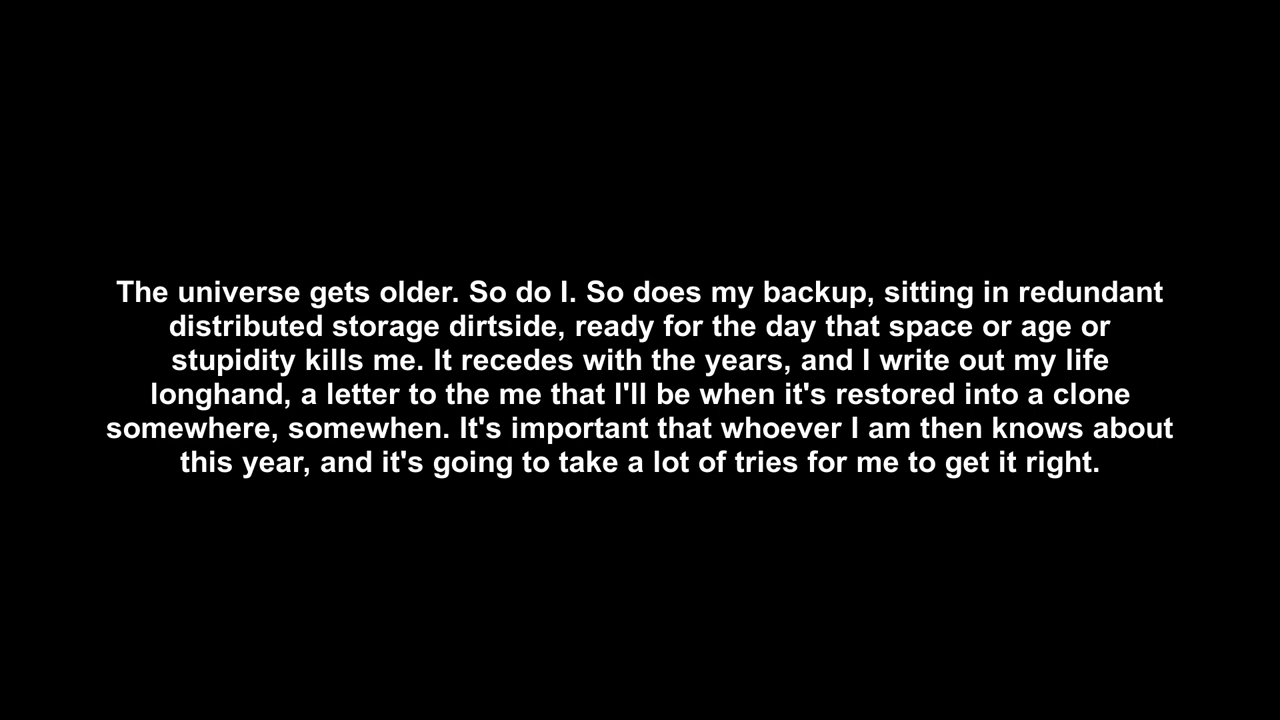 The universe gets older. So do I. So does my backup, sitting in redundant
distributed storage dirtside, ready for the day that space or age or
stupidity kills me. It recedes with the years, and I write out my life
longhand, a letter to the me that I'll be when it's restored into a clone
somewhere, somewhen. It's important that whoever I am then knows about
this year, and it's going to take a lot of tries for me to get it right.